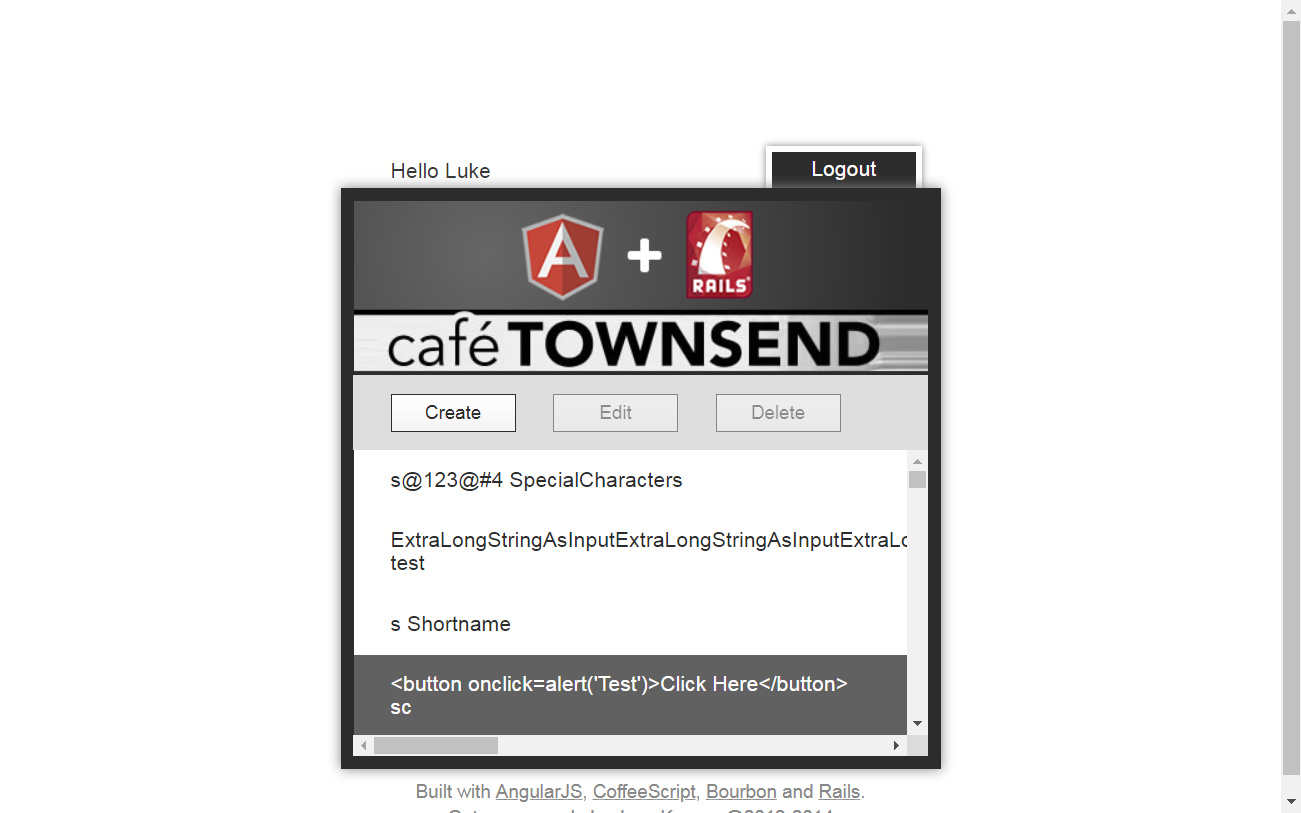 Hello Luke
Logout
RAILS
café TOWNSEND
Create
Edit
Delete
s@123@#4 SpecialCharacters
ExtraLongStringAsInputExtraLongStringAsInputExtraLo
test
s Shortname
<button onclick=alert('Test')>Click Here</button>
sc
Built with AngularJS, CoffeeScript, Bourbon and Rails.